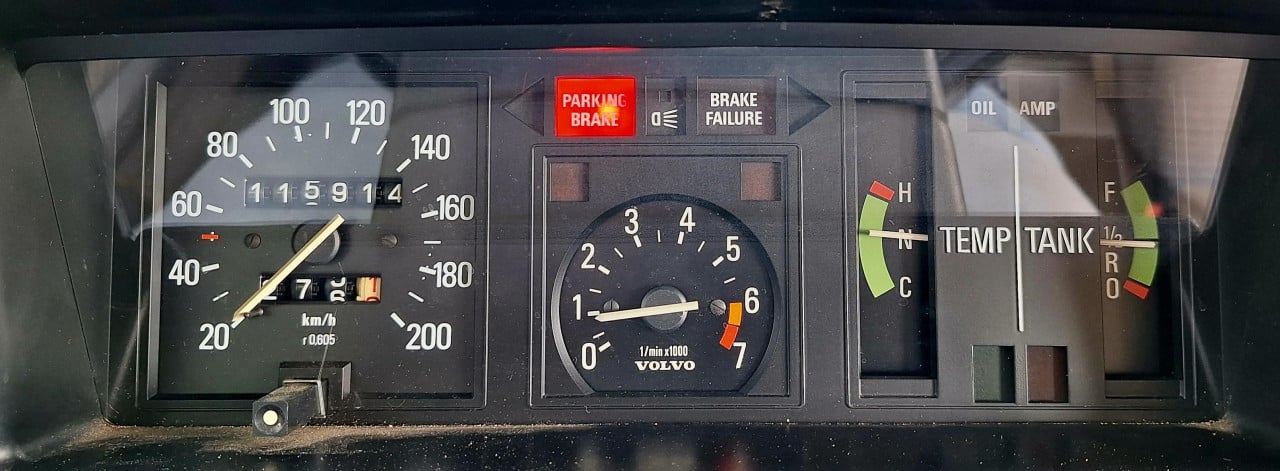 100 120
80 140
60 160
40 180
20 200
115914
7
km/h
r 0,605
PARKING
BRAKE
BRAKE
FAILURE
3 4
2 5
1 6
0 7
1/min x1000
VOLVO
OIL AMP
H
N
C
TEMP TANK
F
1/2
R
0